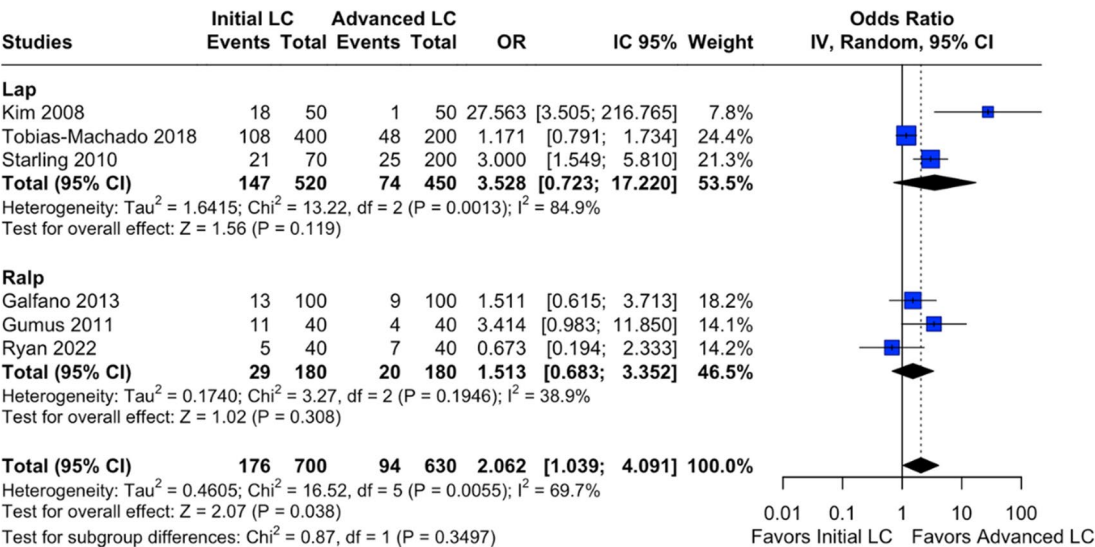 Initial LC Advanced LC Odds Ratio
Studies Events Total Events Total OR IC 95% Weight IV, Random, 95% CI
Lap
Kim 2008 18 50 1 50 27.563 [3.505; 216.765] 7.8%
Tobias-Machado 2018 108 400 48 200 1.171 [0.791; 1.734] 24.4%
Starling 2010 21 70 25 200 3.000 [1.549; 5.810] 21.3%
Total (95% CI) 147 520 74 450 3.528 [0.723; 17.220] 53.5%
Heterogeneity: Tau² = 1.6415; Chi² = 13.22, df = 2 (P = 0.0013); I² = 84.9%
Test for overall effect: Z = 1.56 (P = 0.119)
Ralp
Galfano 2013 13 100 9 100 1.511 [0.615; 3.713] 18.2%
Gumus 2011 11 40 4 40 3.414 [0.983; 11.850] 14.1%
Ryan 2022 5 40 7 40 0.673 [0.194; 2.333] 14.2%
Total (95% CI) 29 180 20 180 1.513 [0.683; 3.352] 46.5%
Heterogeneity: Tau² = 0.1740; Chi² = 3.27, df = 2 (P = 0.1946); I² = 38.9%
Test for overall effect: Z = 1.02 (P = 0.308)
Total (95% CI) 176 700 94 630 2.062 [1.039; 4.091] 100.0%
Heterogeneity: Tau² = 0.4605; Chi² = 16.52, df = 5 (P = 0.0055); I² = 69.7%
Test for overall effect: Z = 2.07 (P = 0.038)
Test for subgroup differences: Chi² = 0.87, df = 1 (P = 0.3497)
0.01 0.1 1 10 100
Favors Initial LC Favors Advanced LC